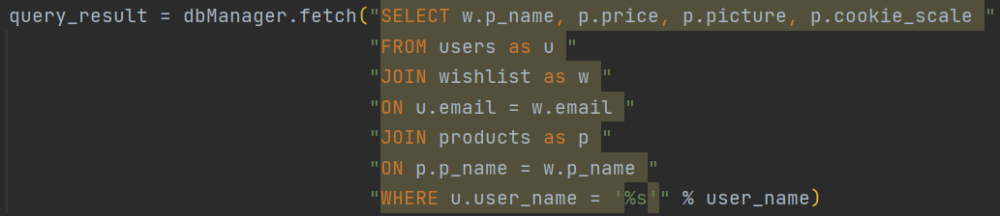 query_result = dbManager.fetch("SELECT w.p_name, p.price, p.picture, p.cookie_scale "
"FROM users as u "
"JOIN wishlist as w "
"ON u.email = w.email "
"JOIN products as p "
"ON p.p_name = w.p_name "
"WHERE u.user_name = '%s'" % user_name)